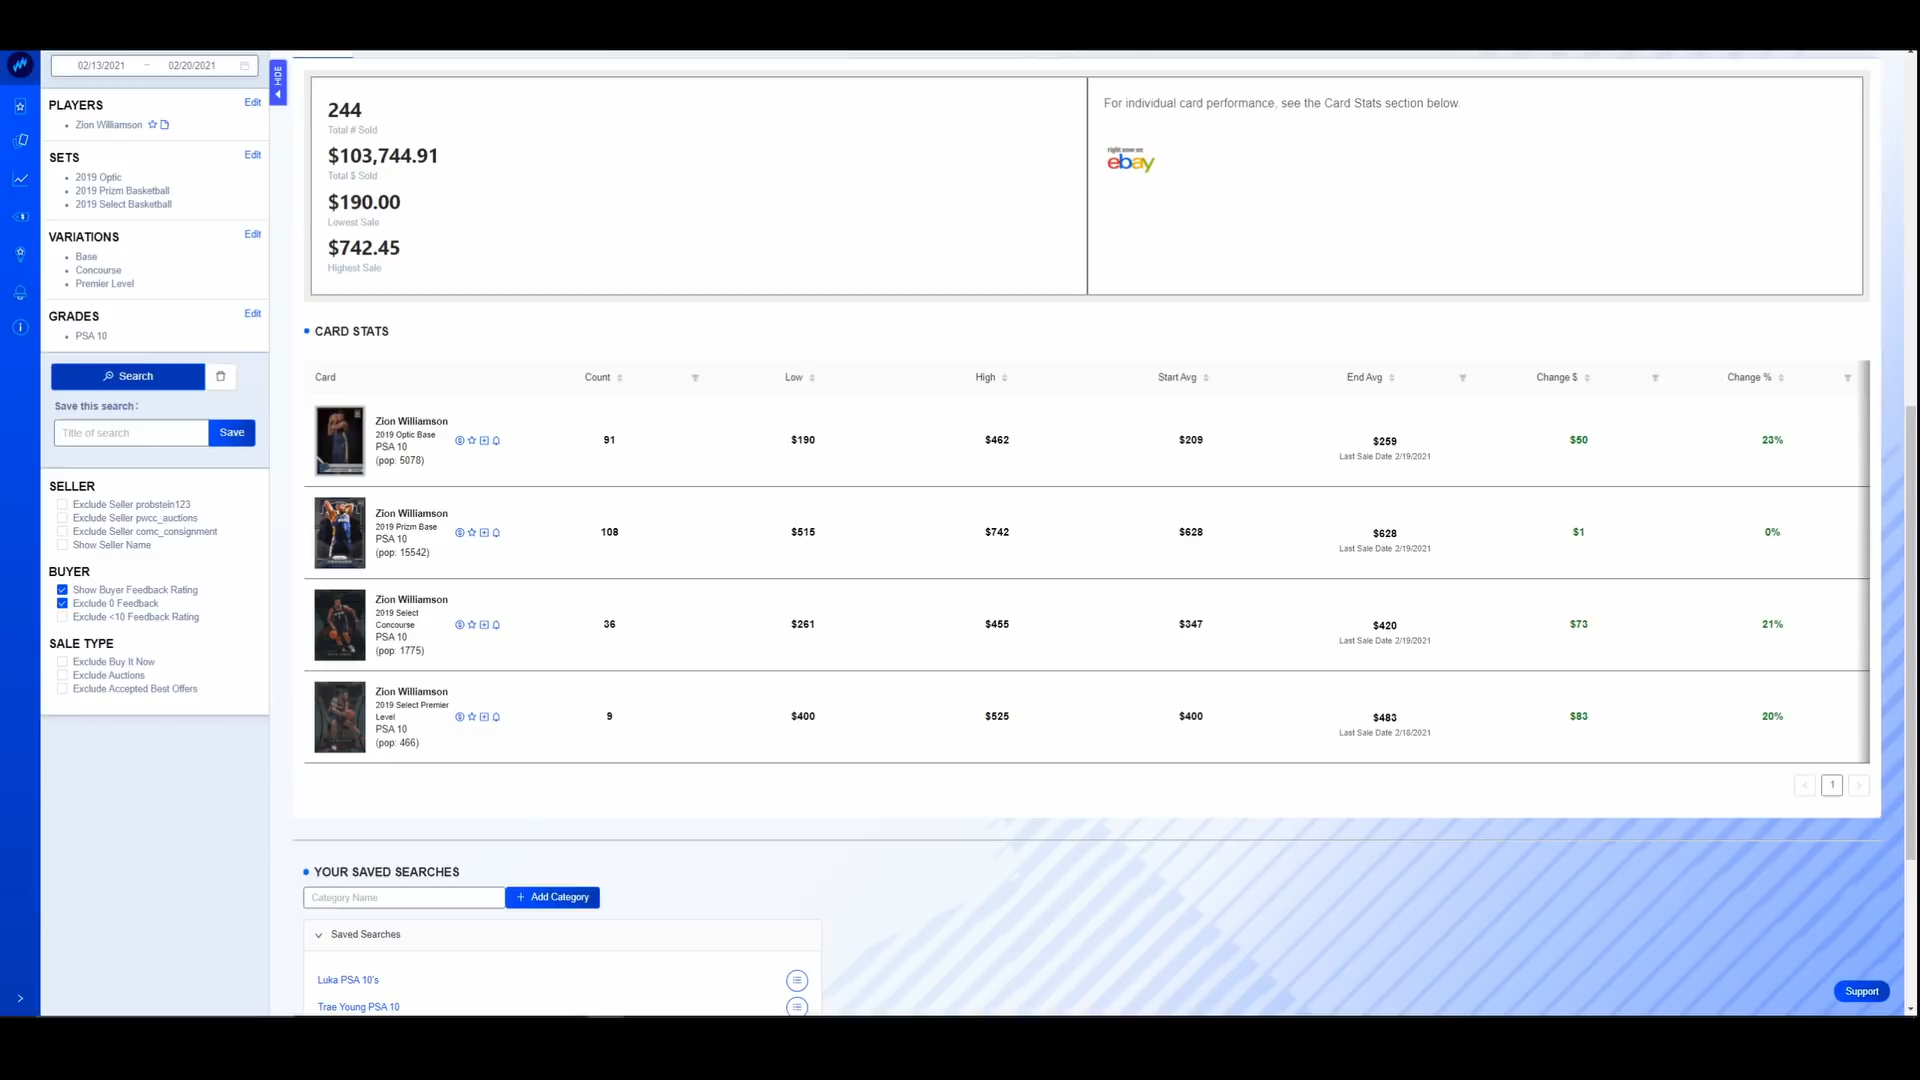 02/13/2021 ~ 02/20/2021
HIDE
PLAYERS
Edit
Zion Williamson
SETS
Edit
2019 Optic
2019 Prizm Basketball
2019 Select Basketball
VARIATIONS
Edit
Base
Concourse
Premier Level
GRADES
Edit
PSA 10
Search
Save this search:
Title of search
Save
SELLER
Exclude Seller probstein123
Exclude Seller pwcc_auctions
Exclude Seller comc_consignment
Show Seller Name
BUYER
Show Buyer Feedback Rating
Exclude 0 Feedback
Exclude <10 Feedback Rating
SALE TYPE
Exclude Buy It Now
Exclude Auctions
Exclude Accepted Best Offers
244
Total # Sold
$103,744.91
Total $ Sold
$190.00
Lowest Sale
$742.45
Highest Sale
For individual card performance, see the Card Stats section below.
right now on
ebay
CARD STATS
Card Count Low High Start Avg End Avg Change $ Change %
Zion Williamson
2019 Optic Base
PSA 10
(pop: 5078)
91 $190 $462 $209 $259 $50 23%
Last Sale Date 2/19/2021
Zion Williamson
2019 Prizm Base
PSA 10
(pop: 15542)
108 $515 $742 $628 $628 $1 0%
Last Sale Date 2/19/2021
Zion Williamson
2019 Select
Concourse
PSA 10
(pop: 1775)
36 $261 $455 $347 $420 $73 21%
Last Sale Date 2/19/2021
Zion Williamson
2019 Select Premier
Level
PSA 10
(pop: 466)
9 $400 $525 $400 $483 $83 20%
Last Sale Date 2/18/2021
< 1 >
YOUR SAVED SEARCHES
Category Name
+ Add Category
Saved Searches
Luka PSA 10's
Trae Young PSA 10
Support